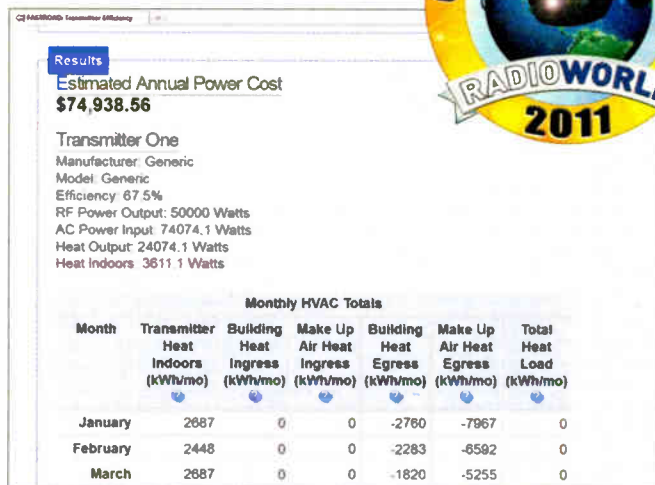 FASTROAD: Transmitter Efficiency
RADIOWORL
2011
Results
Estimated Annual Power Cost
$74,938.56
Transmitter One
Manufacturer: Generic
Model: Generic
Efficiency: 67.5%
RF Power Output: 50000 Watts
AC Power Input: 74074.1 Watts
Heat Output: 24074.1 Watts
Heat Indoors: 3611.1 Watts
Monthly HVAC Totals
Month Transmitter Heat Indoors (kWh/mo) Building Heat Ingress (kWh/mo) Make Up Air Heat Ingress (kWh/mo) Building Heat Egress (kWh/mo) Make Up Air Heat Egress (kWh/mo) Total Heat Load (kWh/mo)
? ? ? ? ? ?
January 2687 0 0 -2760 -7967 0
February 2448 0 0 -2283 -6592 0
March 2687 0 0 -1820 -5255 0